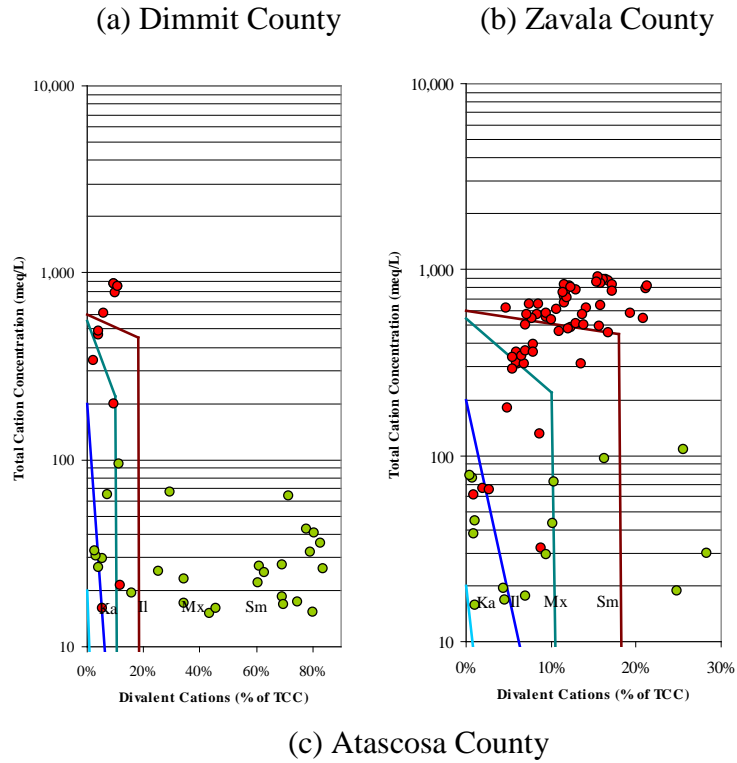 (a) Dimmit County
(b) Zavala County
10,000
1,000
100
10
Total Cation Concentration (meq/L)
Ka
Il
Mx
Sm
0%
20%
40%
60%
80%
Divalent Cations (% of TCC)
10,000
1,000
100
10
Total Cation Concentration (meq/L)
Ka
Il
Mx
Sm
0%
10%
20%
30%
Divalent Cations (% of TCC)
(c) Atascosa County